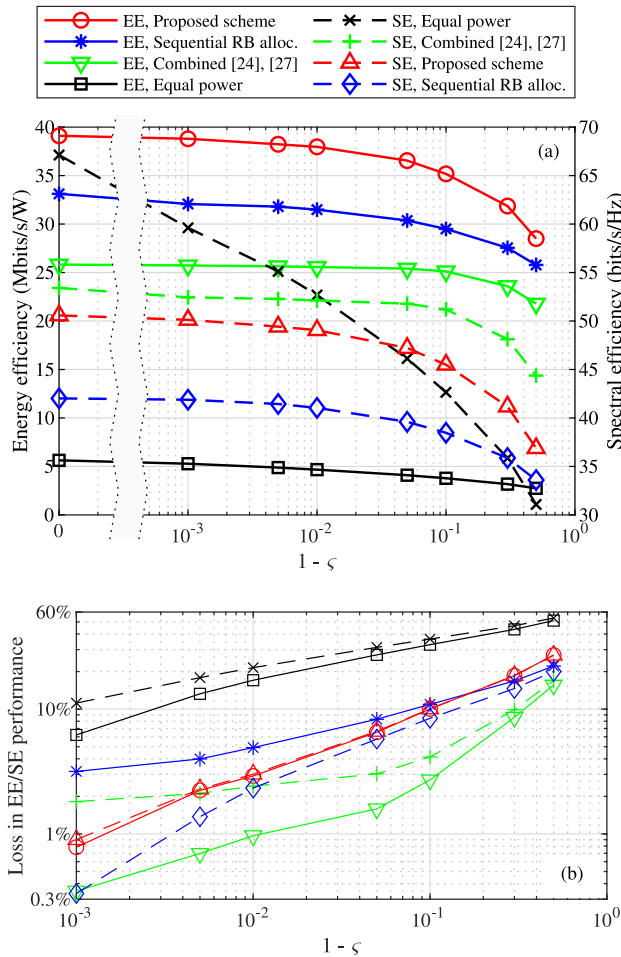 EE, Proposed scheme
EE, Sequential RB alloc.
EE, Combined [24], [27]
EE, Equal power
SE, Equal power
SE, Combined [24], [27]
SE, Proposed scheme
SE, Sequential RB alloc.
(a)
Energy efficiency (Mbits/s/W)
40
35
30
25
20
15
10
5
0
Spectral efficiency (bits/s/Hz)
70
65
60
55
50
45
40
35
30
0
10⁻³
10⁻²
10⁻¹
10⁰
1 - ς
Loss in EE/SE performance
60%
10%
1%
0.3%
(b)
10⁻³
10⁻²
10⁻¹
10⁰
1 - ς